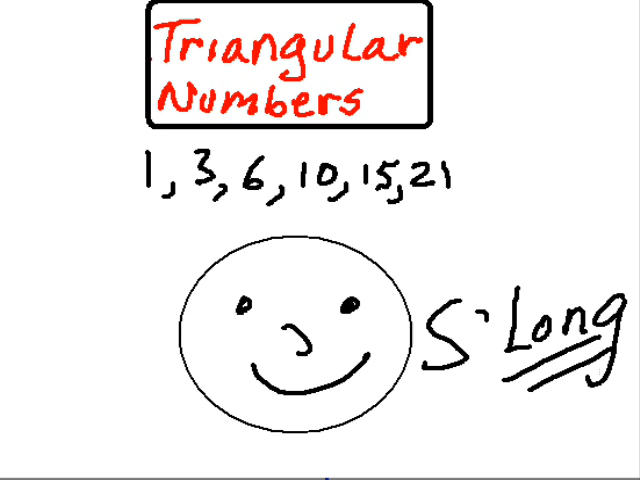 Triangular
Numbers
1, 3, 6, 10, 15, 21
S'Long